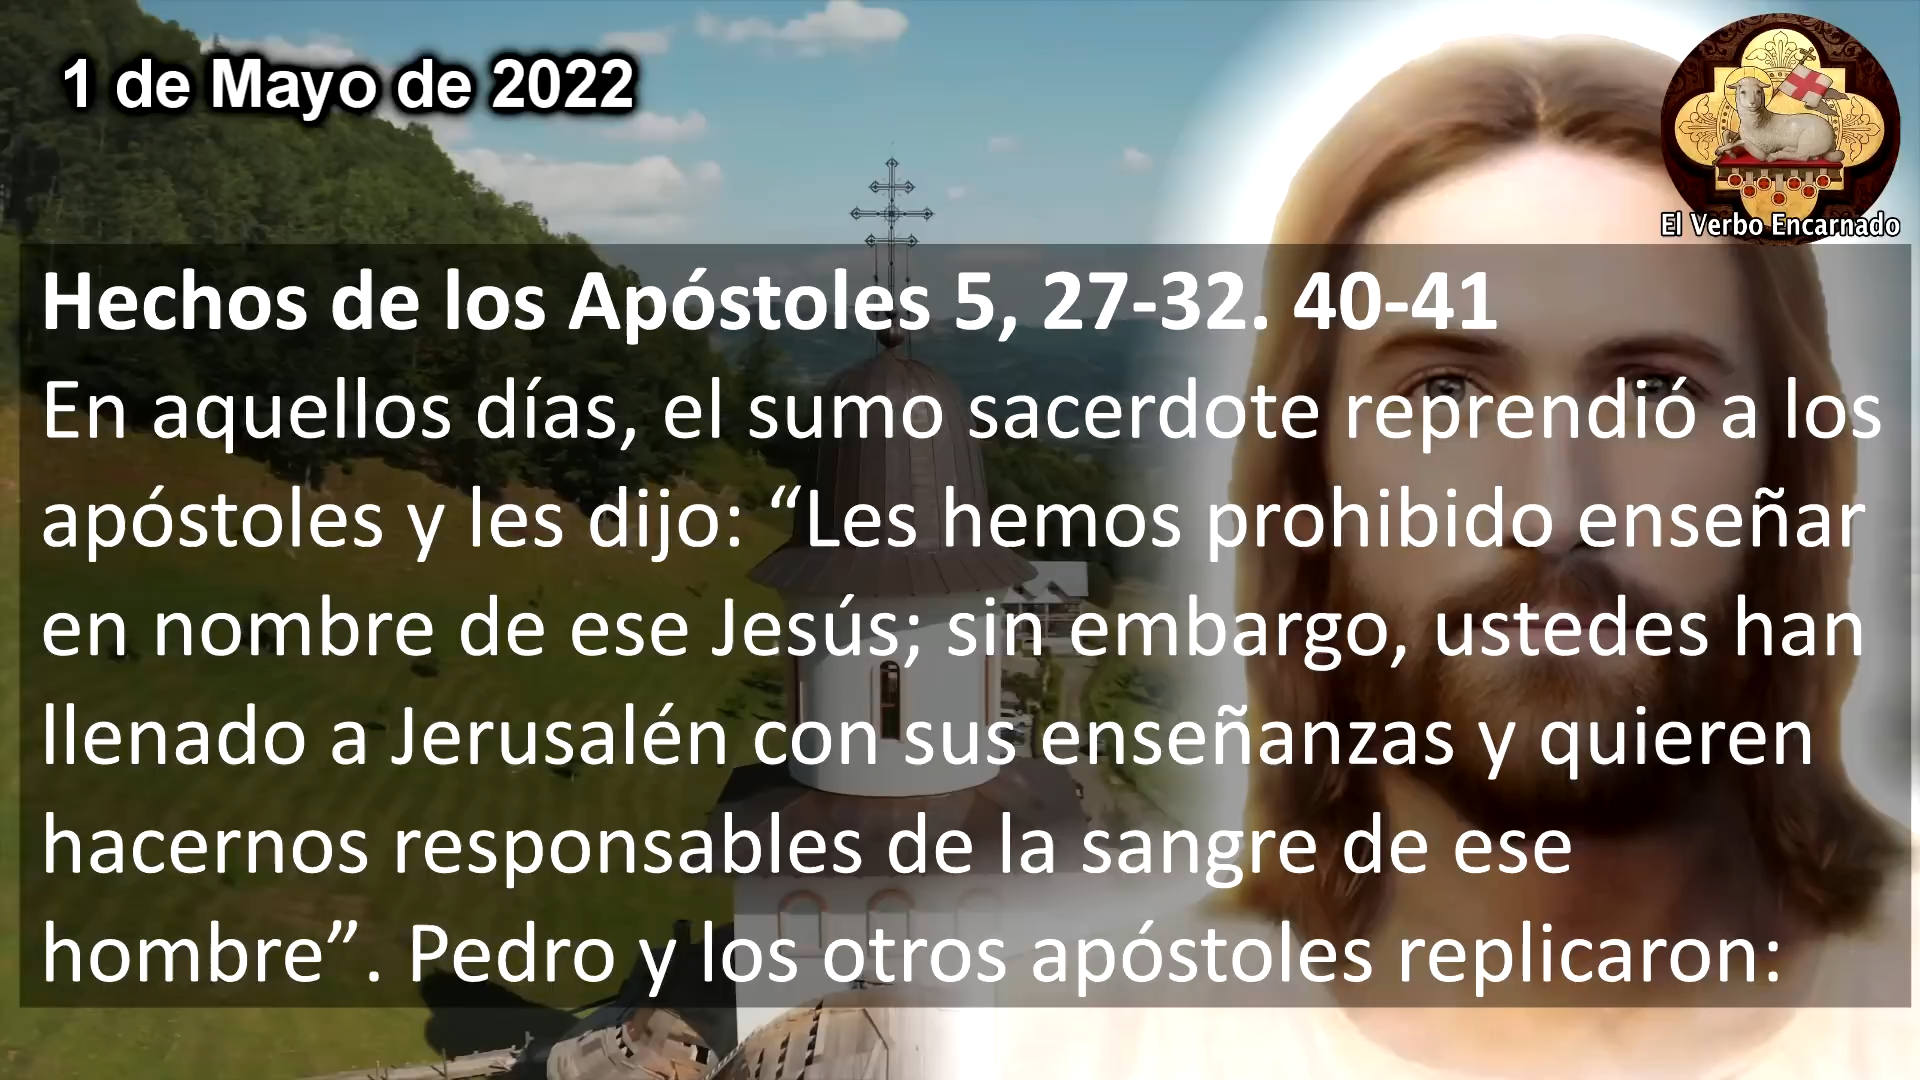 1 de Mayo de 2022
El Verbo Encarnado
Hechos de los Apóstoles 5, 27-32. 40-41
En aquellos días, el sumo sacerdote reprendió a los
apóstoles y les dijo: “Les hemos prohibido enseñar
en nombre de ese Jesús; sin embargo, ustedes han
llenado a Jerusalén con sus enseñanzas y quieren
hacernos responsables de la sangre de ese
hombre”. Pedro y los otros apóstoles replicaron: